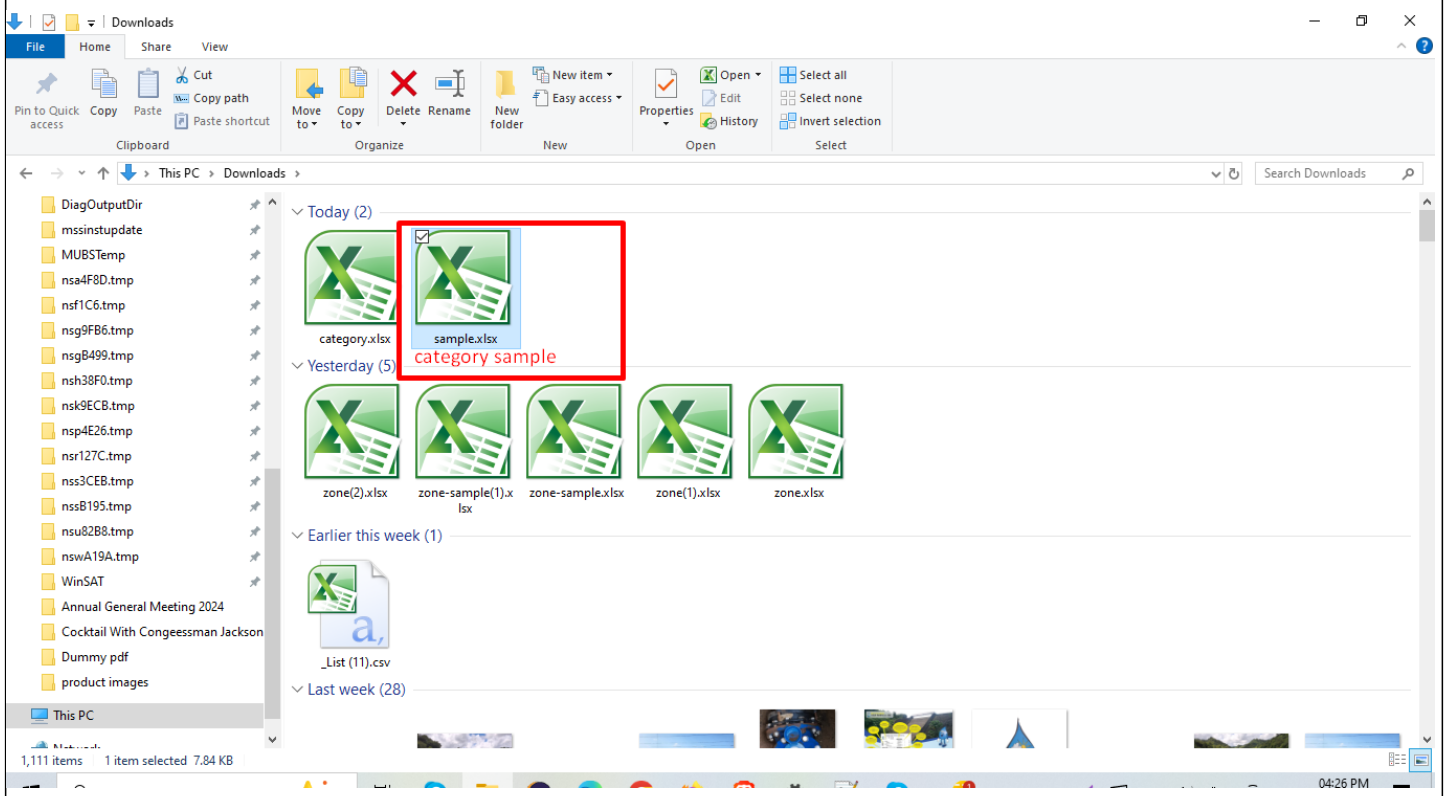 Downloads
File Home Share View
Pin to Quick access
Copy
Paste
Cut
Copy path
Paste shortcut
Clipboard
Move to
Copy to
Delete
Rename
Organize
New folder
New item
Easy access
New
Properties
Open
Edit
History
Open
Select all
Select none
Invert selection
Select
This PC > Downloads >
Search Downloads
DiagOutputDir
mssinstupdate
MUBSTemp
nsa4F8D.tmp
nsf1C6.tmp
nsg9FB6.tmp
nsgB499.tmp
nsh38F0.tmp
nsk9ECB.tmp
nsp4E26.tmp
nsr127C.tmp
nss3CEB.tmp
nssB195.tmp
nsu82B8.tmp
nswA19A.tmp
WinSAT
Annual General Meeting 2024
Cocktail With Congeessman Jackson
Dummy pdf
product images
This PC
Today (2)
category.xlsx
sample.xlsx
category sample
Yesterday (5)
zone(2).xlsx
zone-sample(1).x
lsx
zone-sample.xlsx
zone(1).xlsx
zone.xlsx
Earlier this week (1)
a,
_List (11).csv
Last week (28)
1,111 items 1 item selected 7.84 KB
04:26 PM